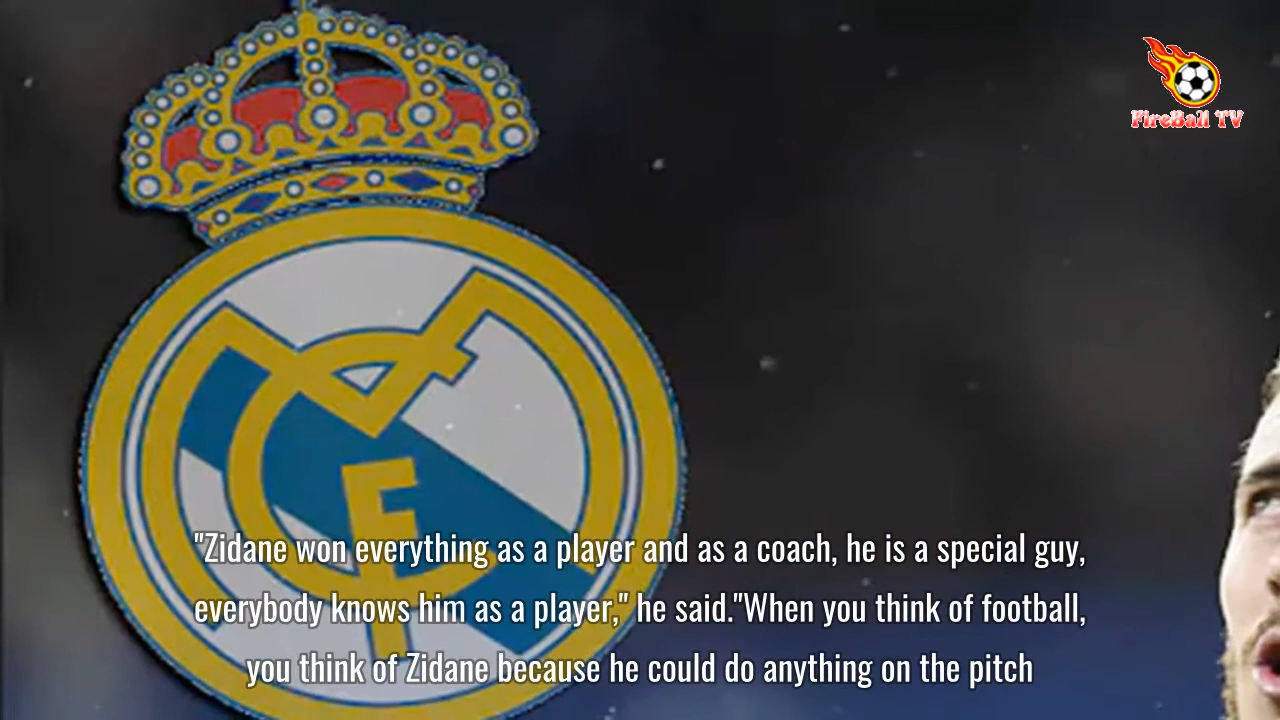 FireBall TV
"Zidane won everything as a player and as a coach, he is a special guy,
everybody knows him as a player," he said."When you think of football,
you think of Zidane because he could do anything on the pitch